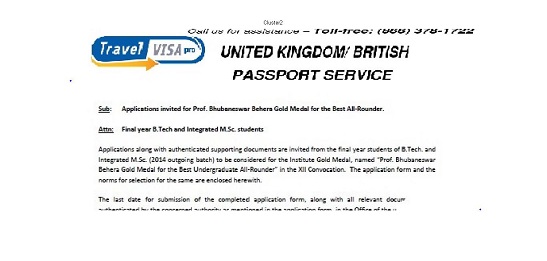 Cluster2
Call us for assistance – Toll-free: (866) 378-1722
Travel VISA pro
UNITED KINGDOM/ BRITISH
PASSPORT SERVICE
Sub: Applications invited for Prof. Bhubaneswar Behera Gold Medal for the Best All-Rounder.
Attn: Final year B.Tech and Integrated M.Sc. students
Applications along with authenticated supporting documents are invited from the final year students of B.Tech. and
Integrated M.Sc. (2014 outgoing batch) to be considered for the Institute Gold Medal, named "Prof. Bhubaneswar
Behera Gold Medal for the Best Undergraduate All-Rounder" in the XII Convocation. The application form and the
norms for selection for the same are enclosed herewith.
The last date for submission of the completed application form, along with all relevant
authenticated by the concerned authority as mentioned in the application form, in the Office of the